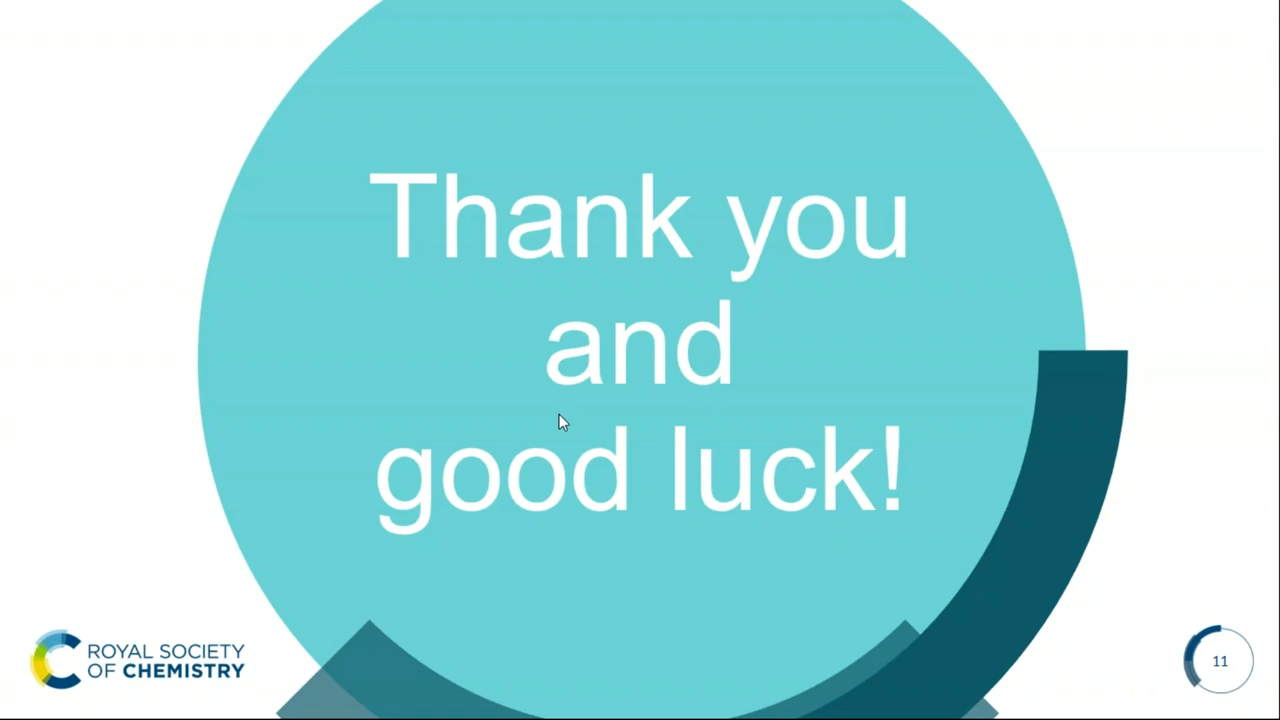 Thank you
and
good luck!
ROYAL SOCIETY
OF CHEMISTRY
11